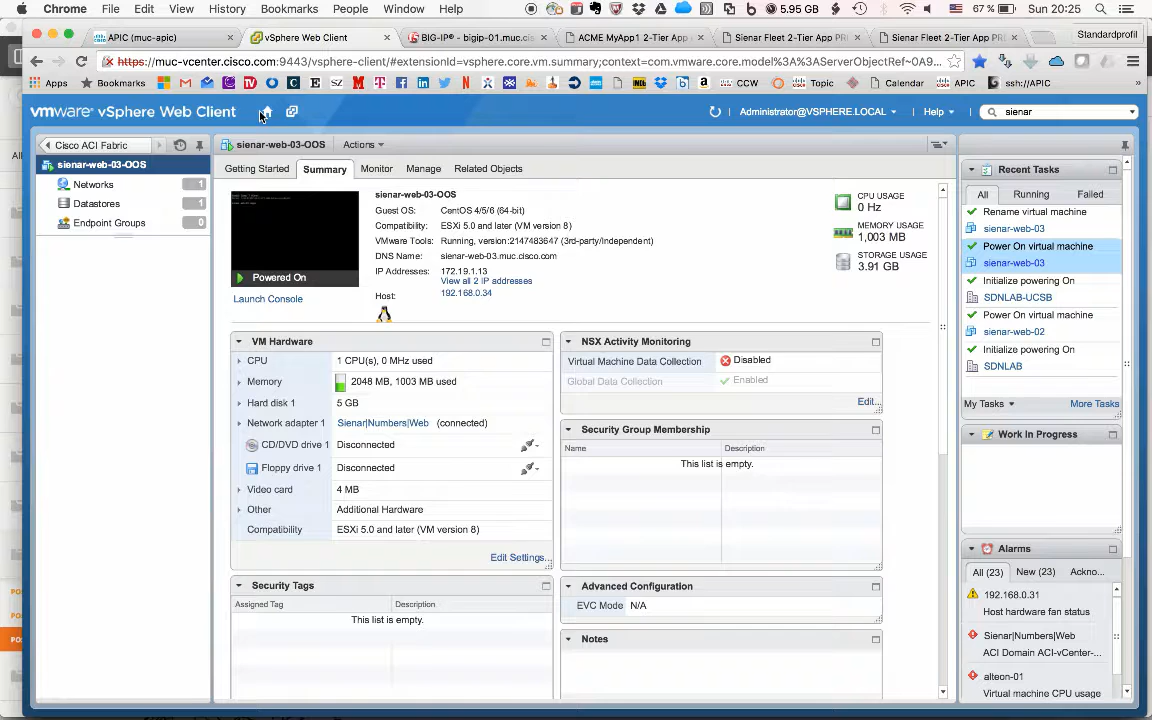 Chrome File Edit View History Bookmarks People Window Help 5.95 GB 67 % Sun 20:25
APIC (muc-apic)
vSphere Web Client
BIG-IP® - bigip-01.muc.cis
ACME MyApp1 2-Tier App
Sienar Fleet 2-Tier App PRE
Sienar Fleet 2-Tier App PRE
Standardprofil
https://muc-vcenter.cisco.com:9443/vsphere-client/#extensionId=vsphere.core.vm.summary;context=com.vmware.core.model%3A%3AServerObjectRef~0A9...
Apps Bookmarks CCW Topic Calendar APIC ssh://APIC
vmware® vSphere Web Client
Administrator@VSPHERE.LOCAL
Help
sienar
Cisco ACI Fabric
sienar-web-03-OOS
Networks 1
Datastores 1
Endpoint Groups 0
sienar-web-03-OOS Actions
Getting Started Summary Monitor Manage Related Objects
Powered On
Launch Console
sienar-web-03-OOS
Guest OS: CentOS 4/5/6 (64-bit)
Compatibility: ESXi 5.0 and later (VM version 8)
VMware Tools: Running, version:2147483647 (3rd-party/Independent)
DNS Name: sienar-web-03.muc.cisco.com
IP Addresses: 172.19.1.13
View all 2 IP addresses
Host: 192.168.0.34
CPU USAGE
0 Hz
MEMORY USAGE
1,003 MB
STORAGE USAGE
3.91 GB
VM Hardware
CPU 1 CPU(s), 0 MHz used
Memory 2048 MB, 1003 MB used
Hard disk 1 5 GB
Network adapter 1 Sienar|Numbers|Web (connected)
CD/DVD drive 1 Disconnected
Floppy drive 1 Disconnected
Video card 4 MB
Other Additional Hardware
Compatibility ESXi 5.0 and later (VM version 8)
Edit Settings...
Security Tags
Assigned Tag Description
This list is empty.
NSX Activity Monitoring
Virtual Machine Data Collection Disabled
Global Data Collection Enabled
Edit...
Security Group Membership
Name Description
This list is empty.
Advanced Configuration
EVC Mode N/A
Notes
Recent Tasks
All Running Failed
Rename virtual machine
sienar-web-03
Power On virtual machine
sienar-web-03
Initialize powering On
SDNLAB-UCSB
Power On virtual machine
sienar-web-02
Initialize powering On
SDNLAB
My Tasks More Tasks
Work In Progress
Alarms
All (23) New (23) Ackno...
192.168.0.31
Host hardware fan status
Sienar|Numbers|Web
ACI Domain ACI-vCenter-...
alteon-01
Virtual machine CPU usage